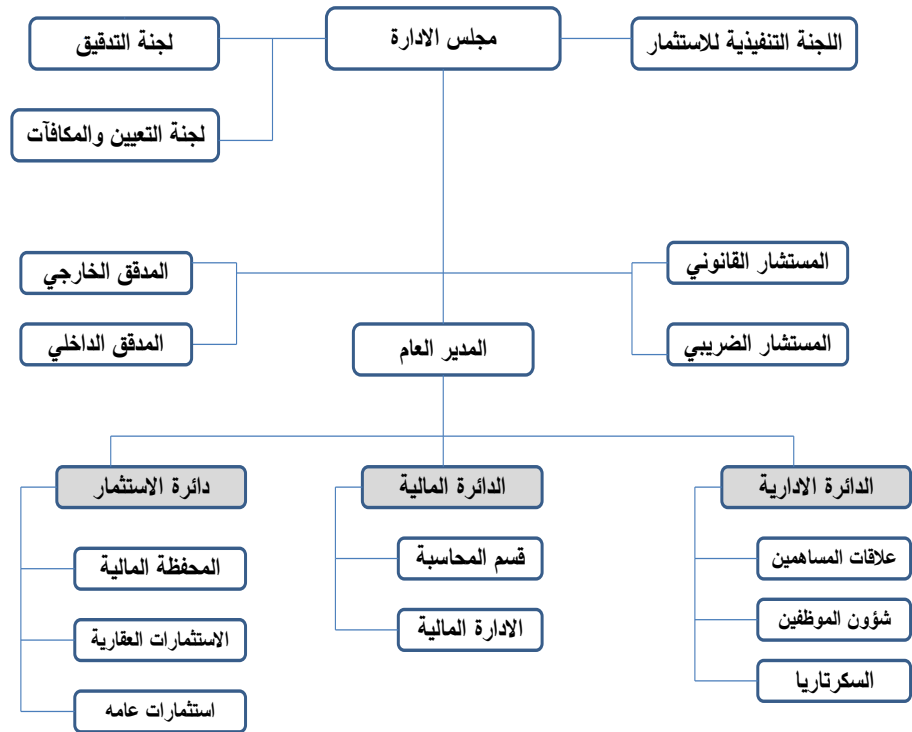 اللجنة التنفيذية للاستثمار
مجلس الادارة
لجنة التدقيق
لجنة التعيين والمكافآت
المستشار القانوني
المدقق الخارجي
المستشار الضريبي
المدير العام
المدقق الداخلي
الدائرة الادارية
الدائرة المالية
دائرة الاستثمار
علاقات المساهمين
قسم المحاسبة
المحفظة المالية
شؤون الموظفين
الادارة المالية
الاستثمارات العقارية
السكرتاريا
استثمارات عامه